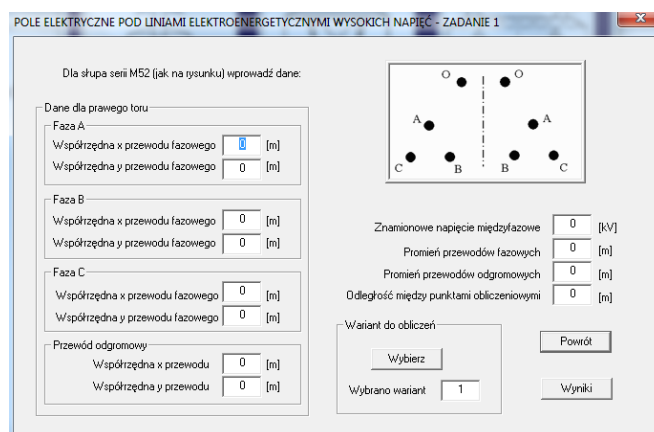 POLE ELEKTRYCZNE POD LINIAMI ELEKTROENERGETYCZNYMI WYSOKICH NAPIĘĆ - ZADANIE 1
Dla słupa serii M52 (jak na rysunku) wprowadź dane:
Dane dla prawego toru
Faza A
Współrzędna x przewodu fazowego 0 [m]
Współrzędna y przewodu fazowego 0 [m]
Faza B
Współrzędna x przewodu fazowego 0 [m]
Współrzędna y przewodu fazowego 0 [m]
Faza C
Współrzędna x przewodu fazowego 0 [m]
Współrzędna y przewodu fazowego 0 [m]
Przewód odgromowy
Współrzędna x przewodu 0 [m]
Współrzędna y przewodu 0 [m]
O O
A A
C B B C
Znamionowe napięcie międzyfazowe 0 [kV]
Promień przewodów fazowych 0 [m]
Promień przewodów odgromowych 0 [m]
Odległość między punktami obliczeniowymi 0 [m]
Wariant do obliczeń
Wybierz
Wybrano wariant 1
Powrót
Wyniki